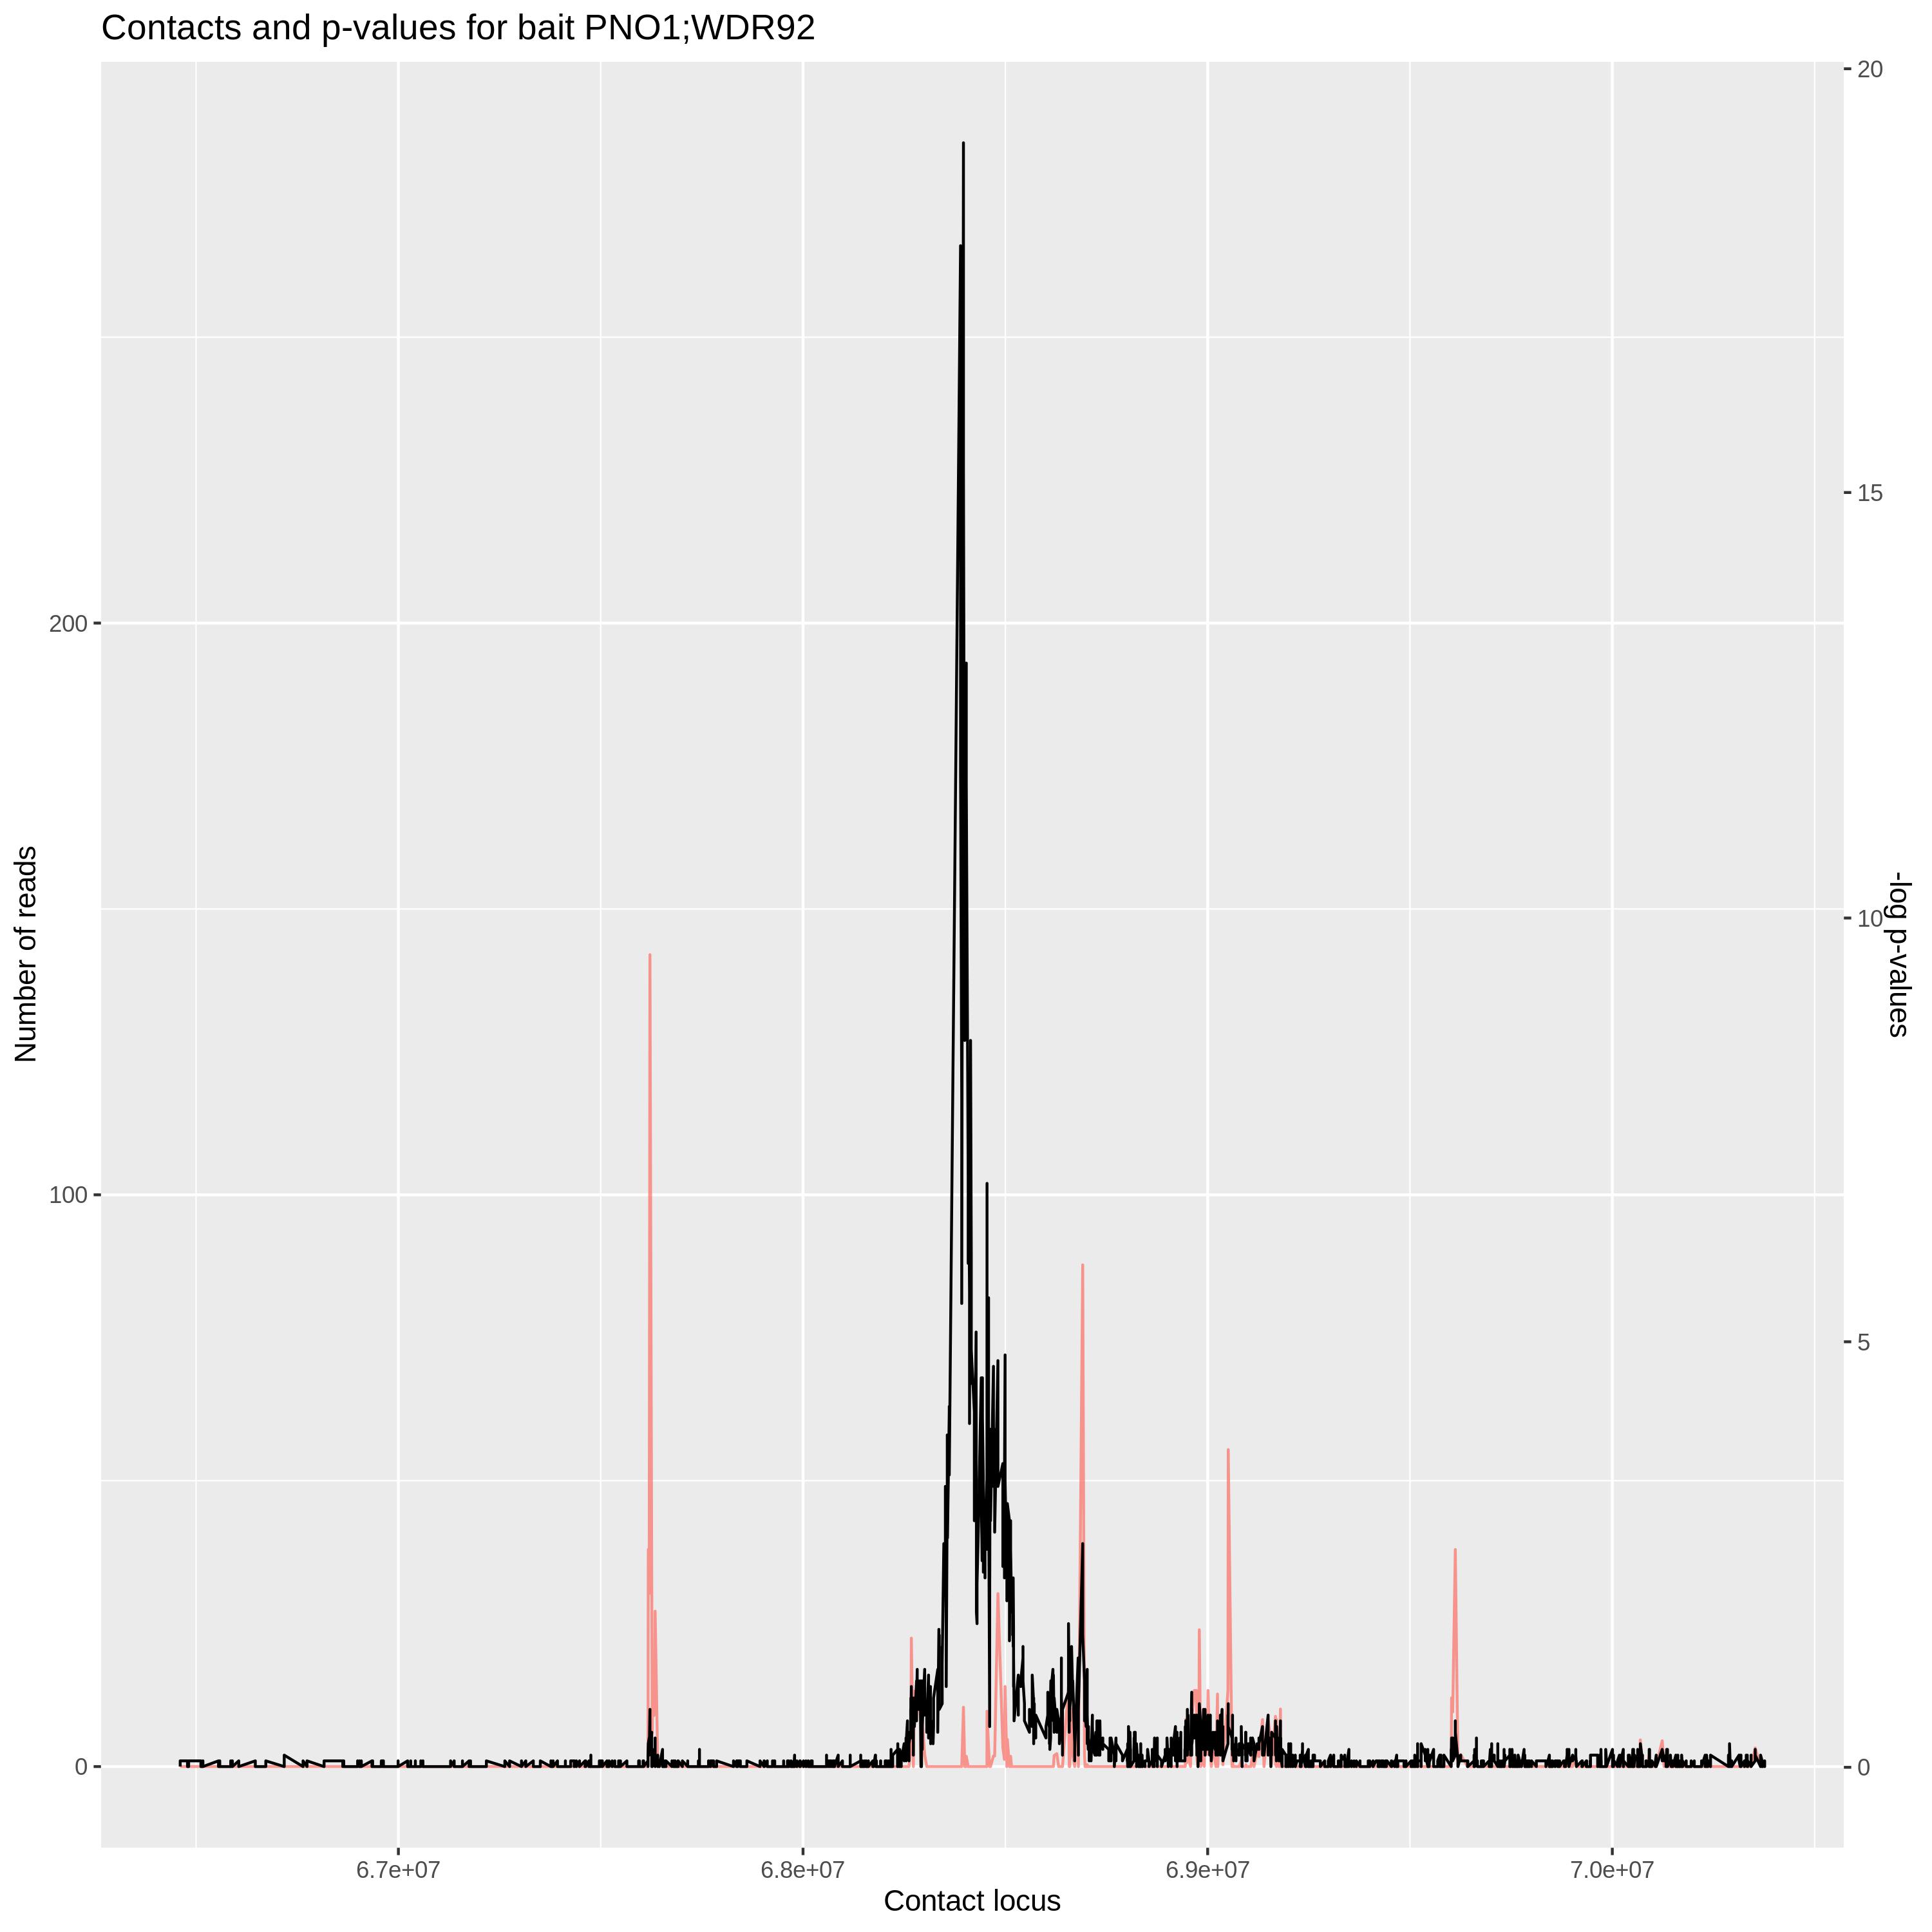 Contacts and p-values for bait PNO1;WDR92
Number of reads
200
100
0
20
15
10
5
0
-log p-values
6.7e+07
6.8e+07
6.9e+07
7.0e+07
Contact locus